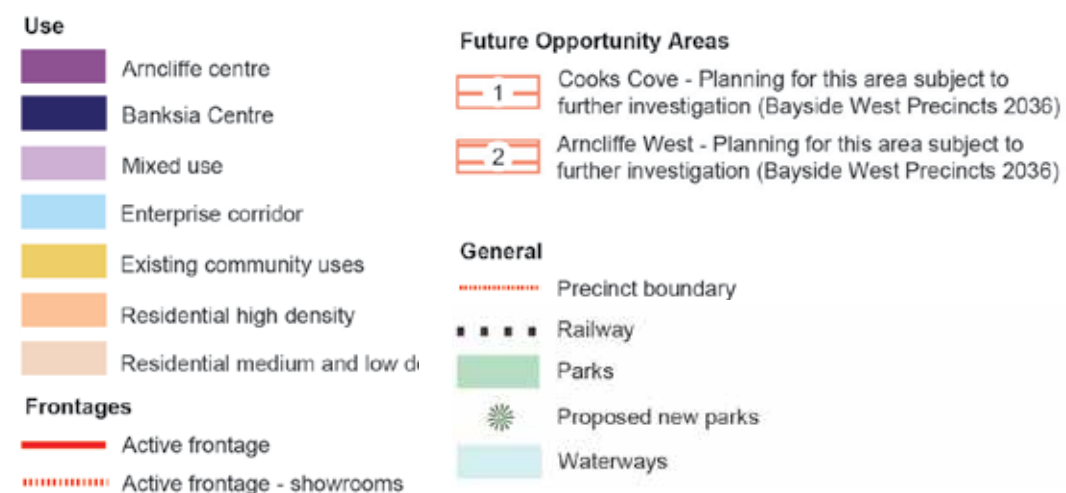 Use
Arncliffe centre
Banksia Centre
Mixed use
Enterprise corridor
Existing community uses
Residential high density
Residential medium and low d
Frontages
Active frontage
Active frontage - showrooms
Future Opportunity Areas
1
Cooks Cove - Planning for this area subject to
further investigation (Bayside West Precincts 2036)
2
Arncliffe West - Planning for this area subject to
further investigation (Bayside West Precincts 2036)
General
Precinct boundary
Railway
Parks
Proposed new parks
Waterways